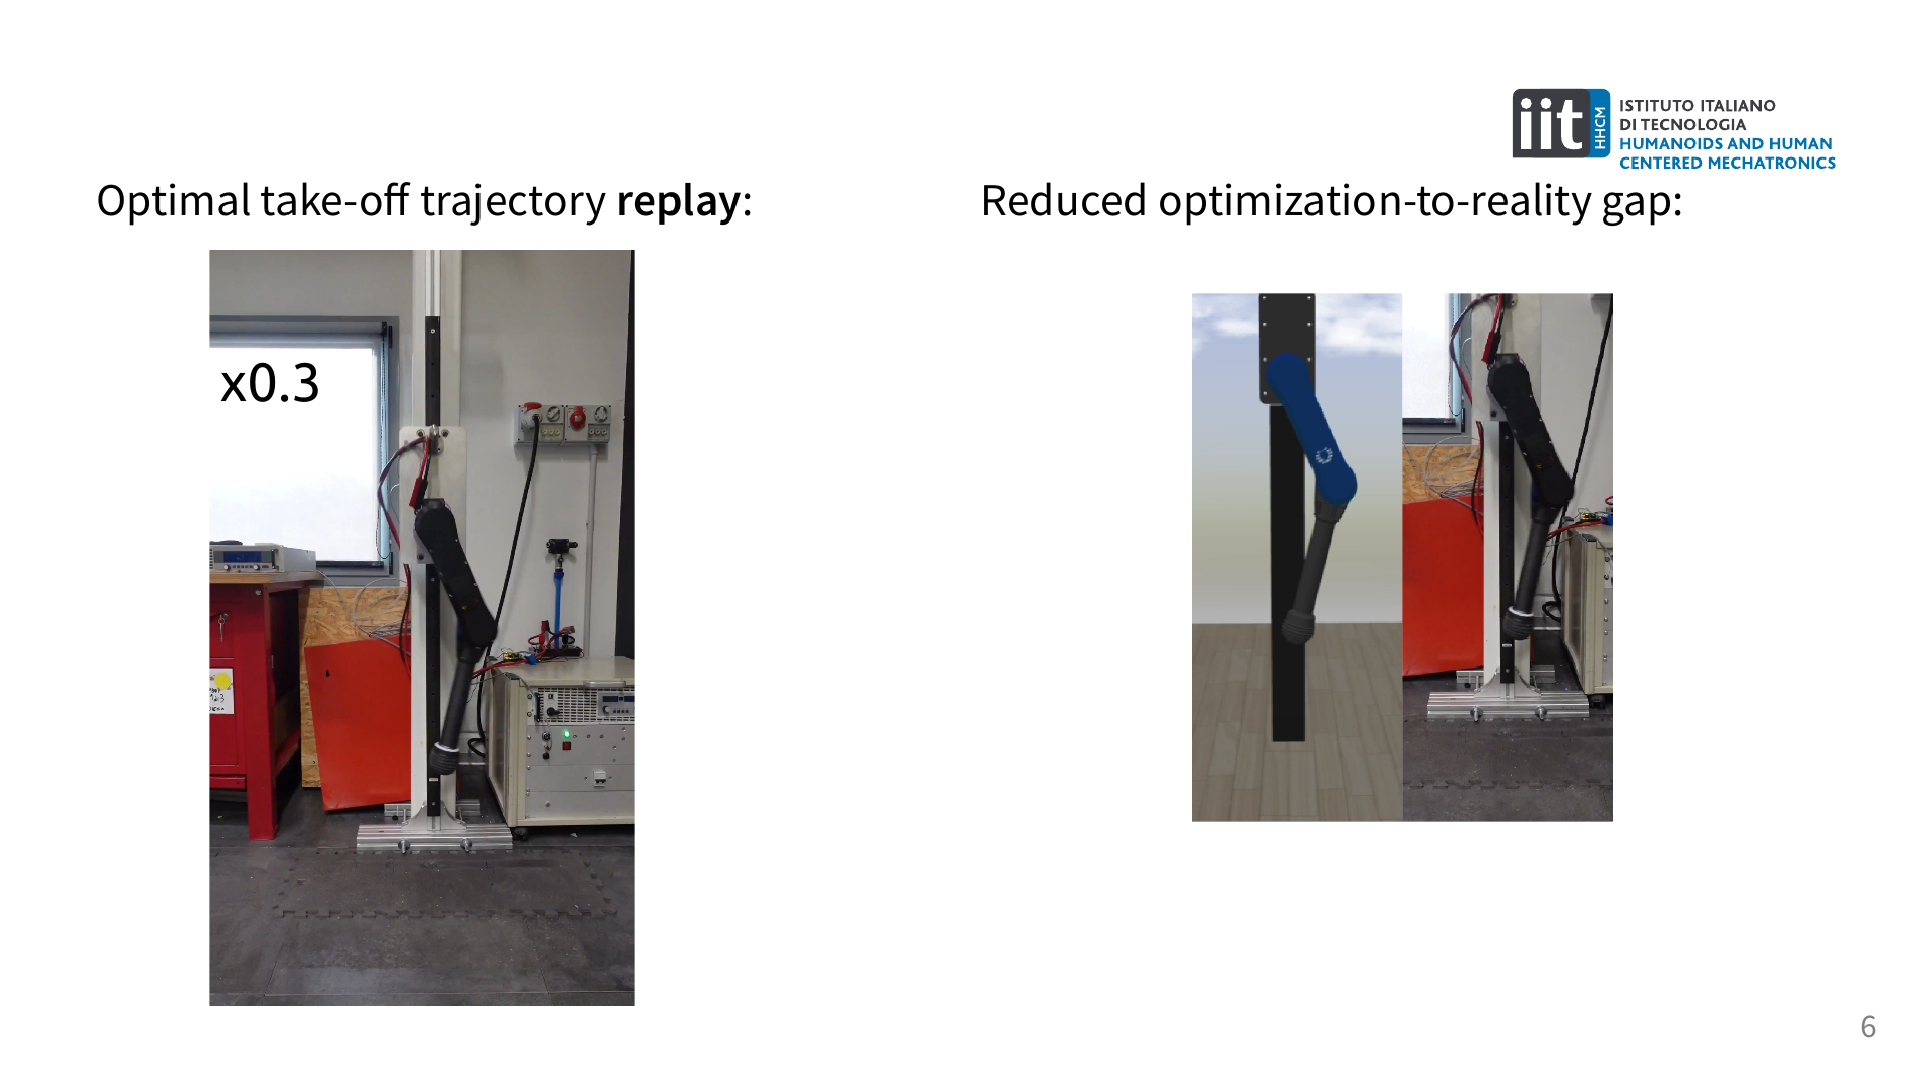 iit
HHCM
ISTITUTO ITALIANO
DI TECNOLOGIA
HUMANOIDS AND HUMAN
CENTERED MECHATRONICS
Optimal take-off trajectory replay:
Reduced optimization-to-reality gap:
x0.3
6